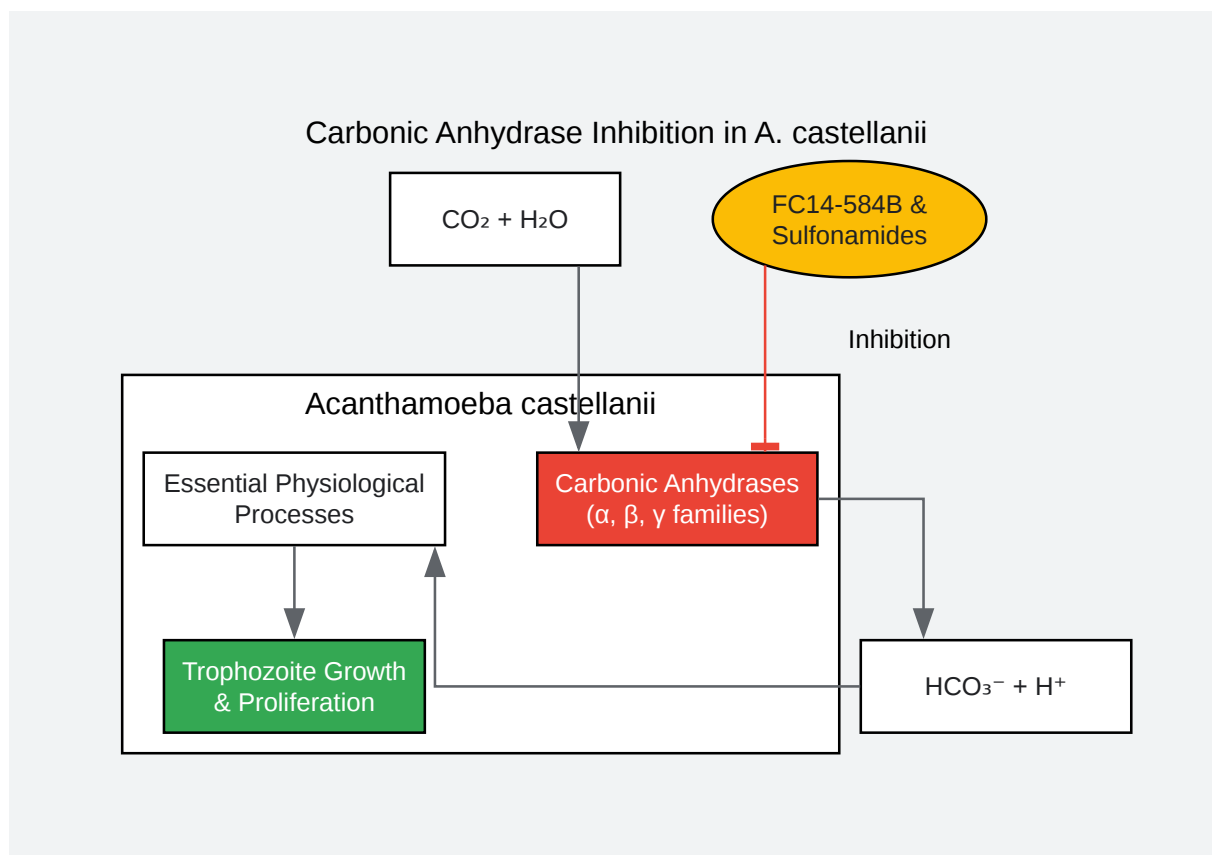 Carbonic Anhydrase Inhibition in A. castellanii
CO₂ + H₂O
FC14-584B &
Sulfonamides
Inhibition
Acanthamoeba castellanii
Essential Physiological
Processes
Carbonic Anhydrases
(α, β, γ families)
Trophozoite Growth
& Proliferation
HCO₃⁻ + H⁺